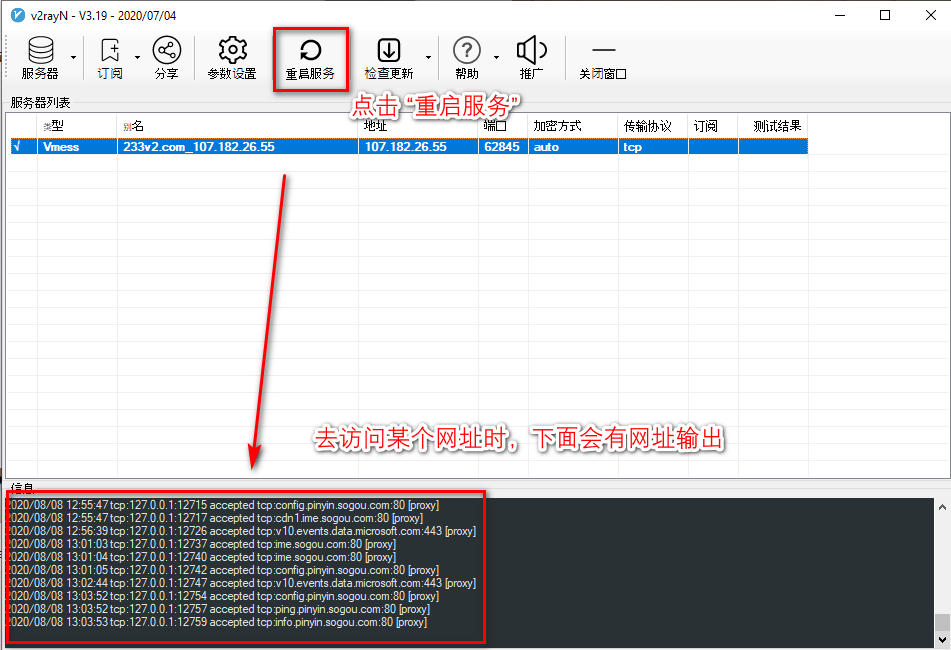 v2rayN - V3.19 - 2020/07/04
服务器 订阅 分享 参数设置 重启服务 检查更新 帮助 推广 关闭窗口
点击 “重启服务”
服务器列表
类型 别名 地址 端口 加密方式 传输协议 订阅 测试结果
√ Vmess 233v2.com_107.182.26.55 107.182.26.55 62845 auto tcp
去访问某个网址时，下面会有网址输出
信息
2020/08/08 12:55:47 tcp:127.0.0.1:12715 accepted tcp:config.pinyin.sogou.com:80 [proxy]
2020/08/08 12:55:47 tcp:127.0.0.1:12717 accepted tcp:cdn1.ime.sogou.com:80 [proxy]
2020/08/08 12:56:39 tcp:127.0.0.1:12726 accepted tcp:v10.events.data.microsoft.com:443 [proxy]
2020/08/08 13:01:03 tcp:127.0.0.1:12737 accepted tcp:ime.sogou.com:80 [proxy]
2020/08/08 13:01:04 tcp:127.0.0.1:12740 accepted tcp:ime.sogou.com:80 [proxy]
2020/08/08 13:01:05 tcp:127.0.0.1:12742 accepted tcp:config.pinyin.sogou.com:80 [proxy]
2020/08/08 13:02:44 tcp:127.0.0.1:12747 accepted tcp:v10.events.data.microsoft.com:443 [proxy]
2020/08/08 13:03:52 tcp:127.0.0.1:12754 accepted tcp:config.pinyin.sogou.com:80 [proxy]
2020/08/08 13:03:52 tcp:127.0.0.1:12757 accepted tcp:ping.pinyin.sogou.com:80 [proxy]
2020/08/08 13:03:53 tcp:127.0.0.1:12759 accepted tcp:info.pinyin.sogou.com:80 [proxy]